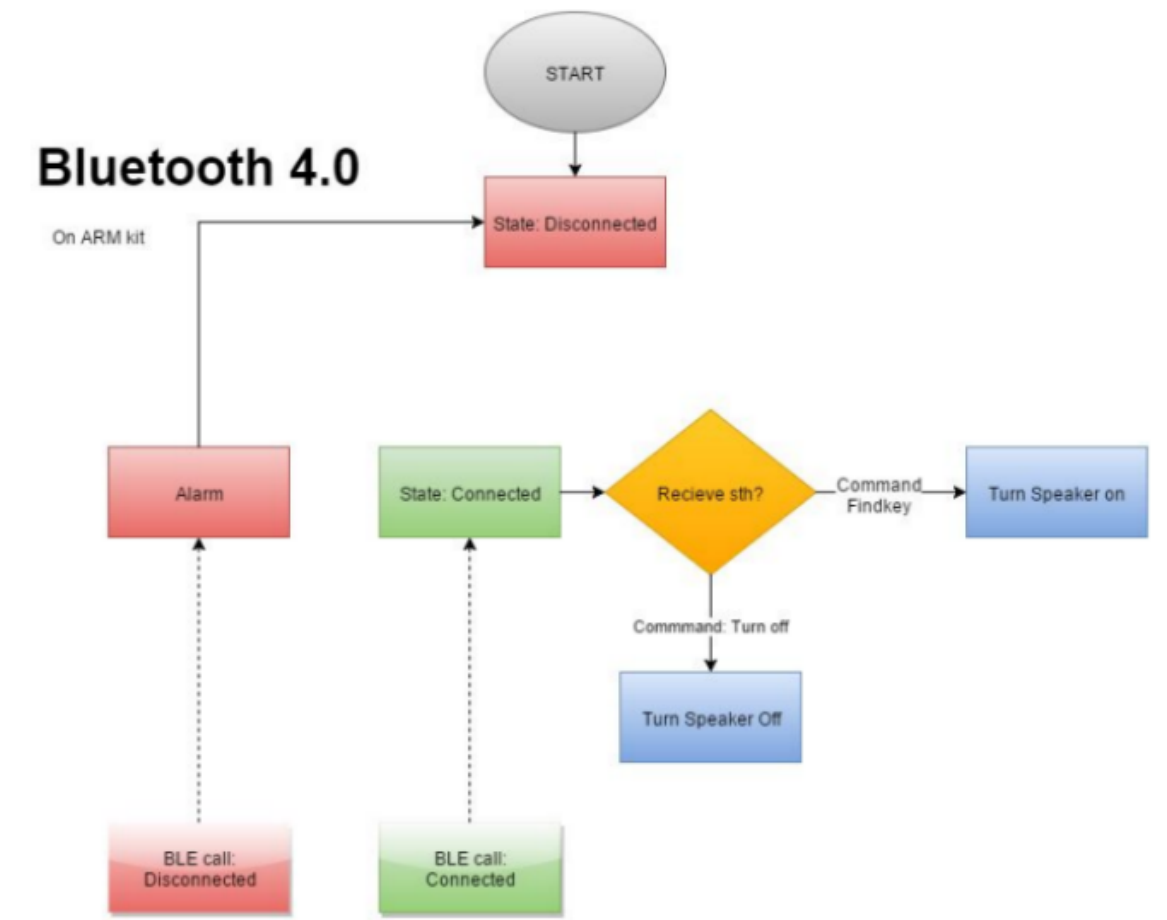 START
Bluetooth 4.0
On ARM kit
State: Disconnected
Alarm
State: Connected
Recieve sth?
Command
Findkey
Turn Speaker on
Commmand: Turn off
Turn Speaker Off
BLE call:
Disconnected
BLE call:
Connected